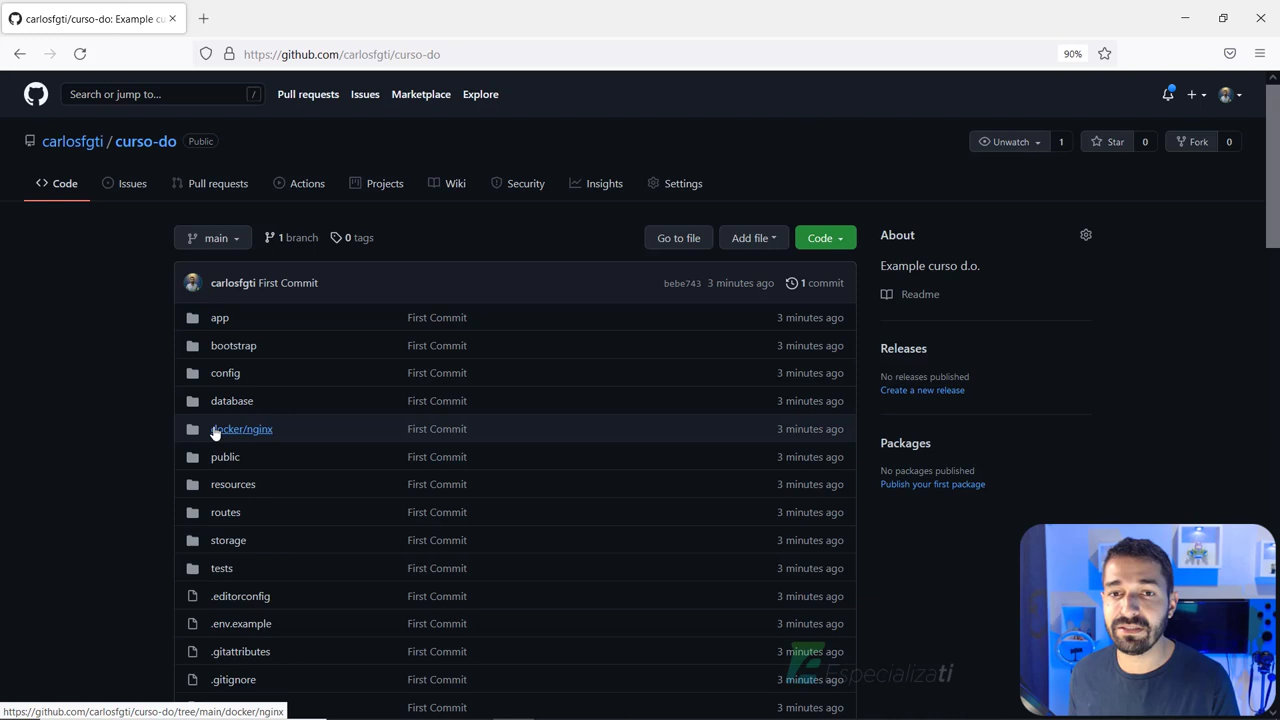 carlosfgti/curso-do: Example cu
https://github.com/carlosfgti/curso-do
90%
Search or jump to... /
Pull requests Issues Marketplace Explore
carlosfgti / curso-do Public
Unwatch 1 Star 0 Fork 0
Code Issues Pull requests Actions Projects Wiki Security Insights Settings
main 1 branch 0 tags Go to file Add file Code
carlosfgti First Commit bebe743 3 minutes ago 1 commit
app First Commit 3 minutes ago
bootstrap First Commit 3 minutes ago
config First Commit 3 minutes ago
database First Commit 3 minutes ago
docker/nginx First Commit 3 minutes ago
public First Commit 3 minutes ago
resources First Commit 3 minutes ago
routes First Commit 3 minutes ago
storage First Commit 3 minutes ago
tests First Commit 3 minutes ago
.editorconfig First Commit 3 minutes ago
.env.example First Commit 3 minutes ago
.gitattributes First Commit 3 minutes ago
.gitignore First Commit 3 minutes ago
First Commit 3 minutes ago
About
Example curso d.o.
Readme
Releases
No releases published
Create a new release
Packages
No packages published
Publish your first package
EspecializaTi
https://github.com/carlosfgti/curso-do/tree/main/docker/nginx